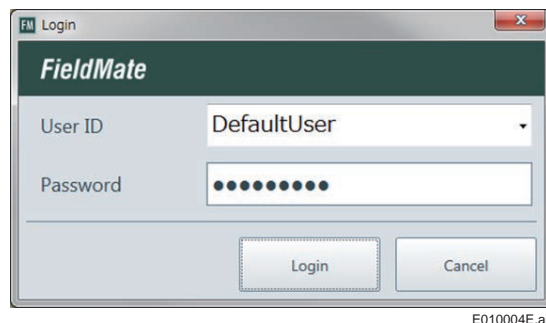 FM Login
FieldMate
User ID DefaultUser
Password ●●●●●●●●●
Login Cancel
E010004E.a